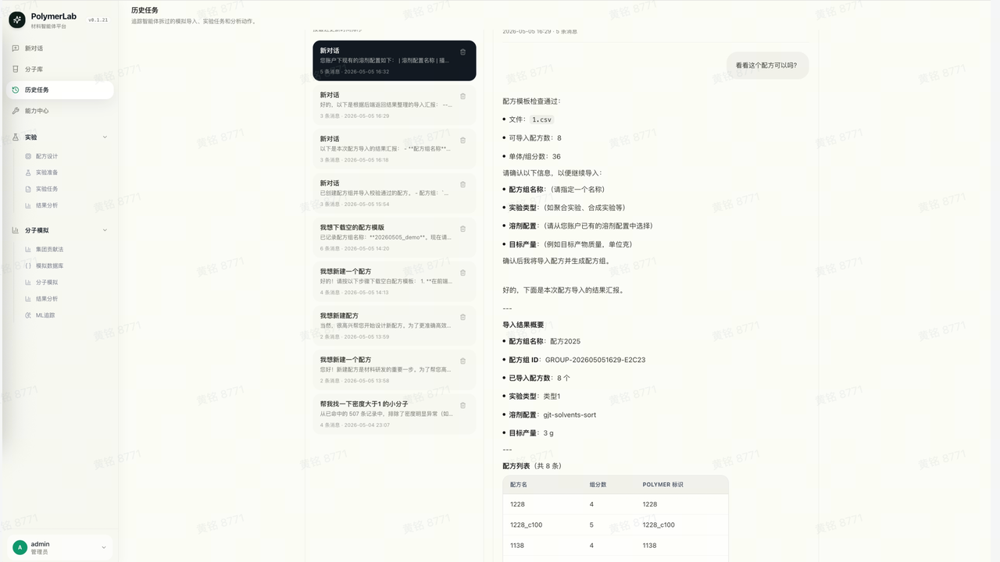 PolymerLab
v0.1.21
材料智能体平台
新对话
分子库
历史任务
能力中心
实验
配方设计
实验准备
实验任务
结果分析
分子模拟
集团贡献法
模拟数据库
分子模拟
结果分析
ML追踪
A
admin
管理员
历史任务
追踪智能体拆过的模拟导入、实验任务和分析动作。
按最近更新时间排序
新对话
您账户下现有的溶剂配置如下： | 溶剂配置名称 | 描...
5 条消息 · 2026-05-05 16:32
新对话
好的，以下是根据后端返回结果整理的导入汇报： --...
3 条消息 · 2026-05-05 16:29
新对话
以下是本次配方导入的结果汇报： - **配方组名称**...
3 条消息 · 2026-05-05 16:18
新对话
已创建配方组并导入校验通过的配方。 - 配方组：`...
3 条消息 · 2026-05-05 15:54
我想下载空的配方模版
已记录配方组名称：**20260505_demo**。现在请...
6 条消息 · 2026-05-05 14:20
我想新建一个配方
好的！请按以下步骤下载空白配方模板： 1. **在前端...
4 条消息 · 2026-05-05 14:13
我想新建配方
当然，很高兴帮您开始设计新配方。为了更准确高效...
2 条消息 · 2026-05-05 13:59
我想新建一个配方
您好！新建配方是材料研发的重要一步。为了帮您高...
2 条消息 · 2026-05-05 13:58
帮我找一下密度大于1 的小分子
从已命中的 507 条记录中，排除了密度明显异常（如...
4 条消息 · 2026-05-04 23:07
2026-05-05 16:29 · 5 条消息
看看这个配方可以吗?
配方模板检查通过：
• 文件： 1.csv
• 可导入配方数：8
• 单体/组分数：36
请确认以下信息，以便继续导入：
• 配方组名称：（请指定一个名称）
• 实验类型：（如聚合实验、合成实验等）
• 溶剂配置：（请从您账户已有的溶剂配置中选择）
• 目标产量：（例如目标产物质量，单位克）
确认后我将导入配方并生成配方组。
好的，下面是本次配方导入的结果汇报。
---
导入结果概要
• 配方组名称：配方2025
• 配方组 ID：GROUP-202605051629-E2C23
• 已导入配方数：8 个
• 实验类型：类型1
• 溶剂配置：gjt-solvents-sort
• 目标产量：3 g
---
配方列表（共 8 条）
配方名 组分数 POLYMER 标识
1228 4 1228
1228_c100 5 1228_c100
1138 4 1138
黄铭 8771